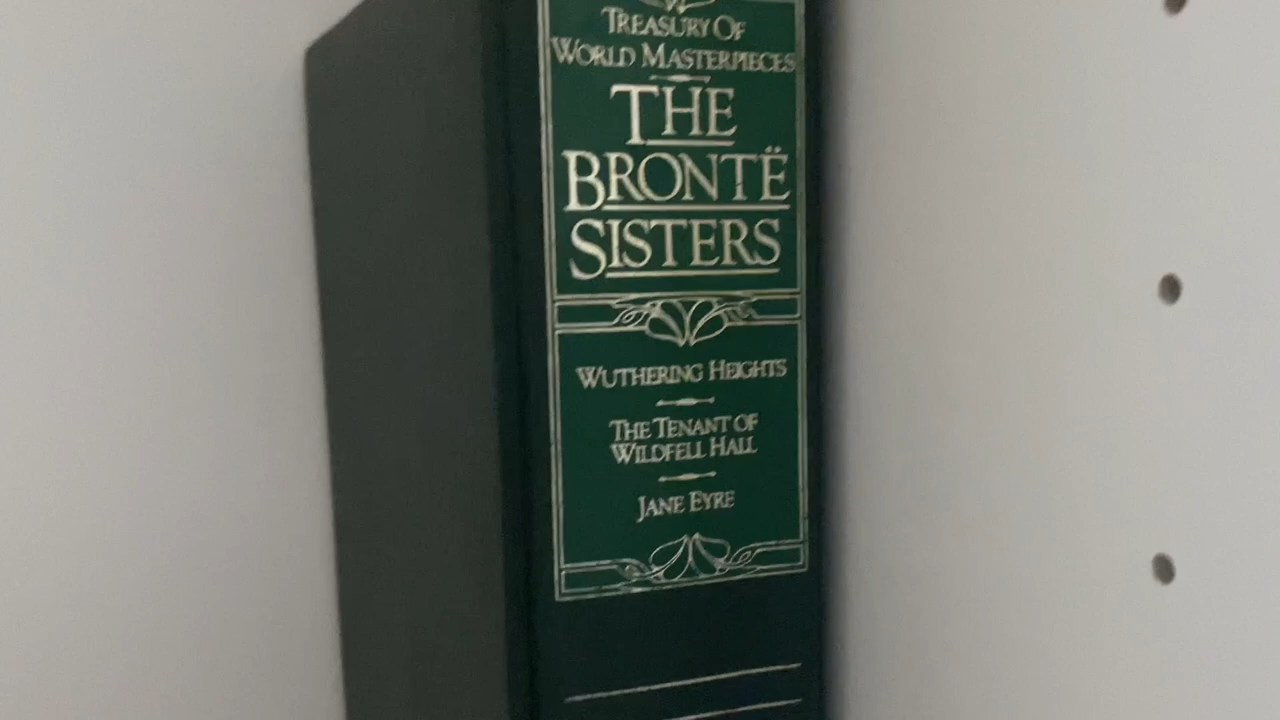 TREASURY OF
WORLD MASTERPIECES
THE
BRONTË
SISTERS
WUTHERING HEIGHTS
THE TENANT OF
WILDFELL HALL
JANE EYRE